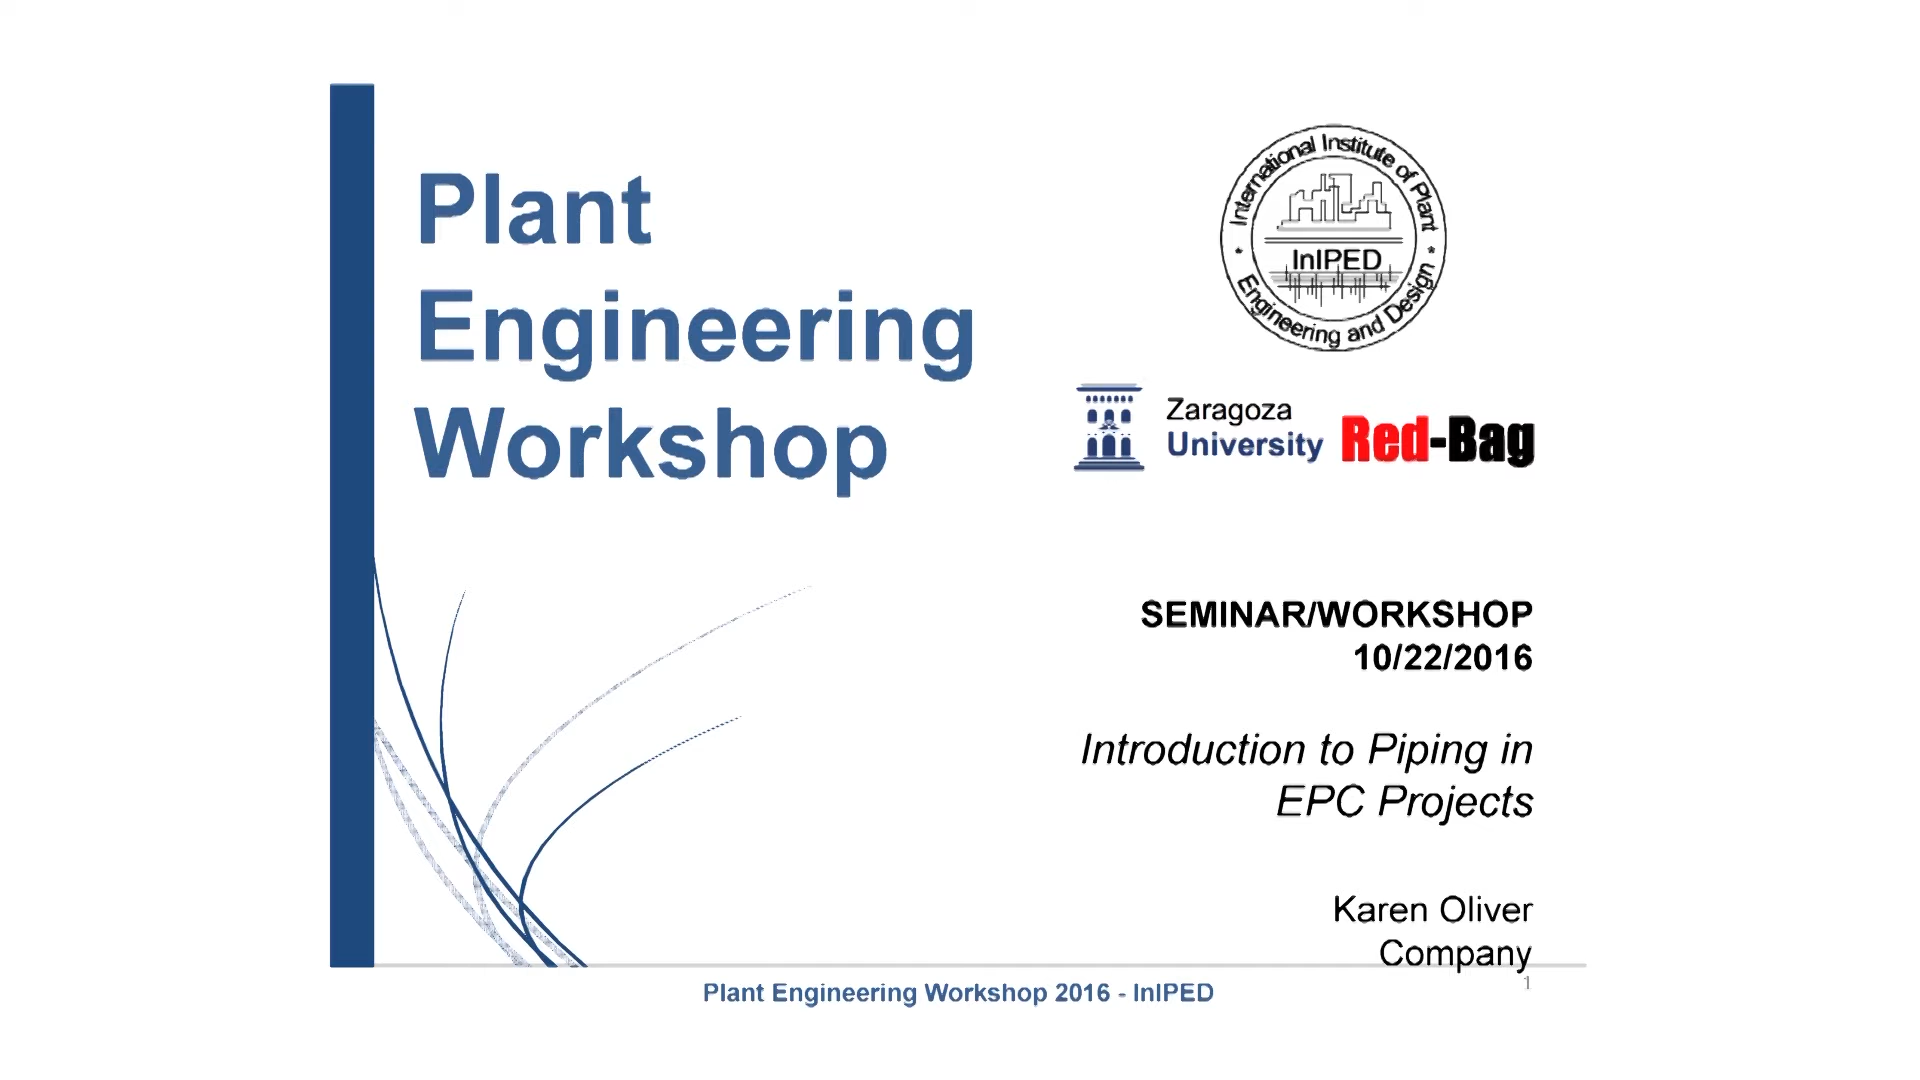 Plant
Engineering
Workshop
International Institute of Plant
InIPED
* Engineering and Design *
Zaragoza
University
Red-Bag
SEMINAR/WORKSHOP
10/22/2016
Introduction to Piping in
EPC Projects
Karen Oliver
Company
1
Plant Engineering Workshop 2016 - InIPED